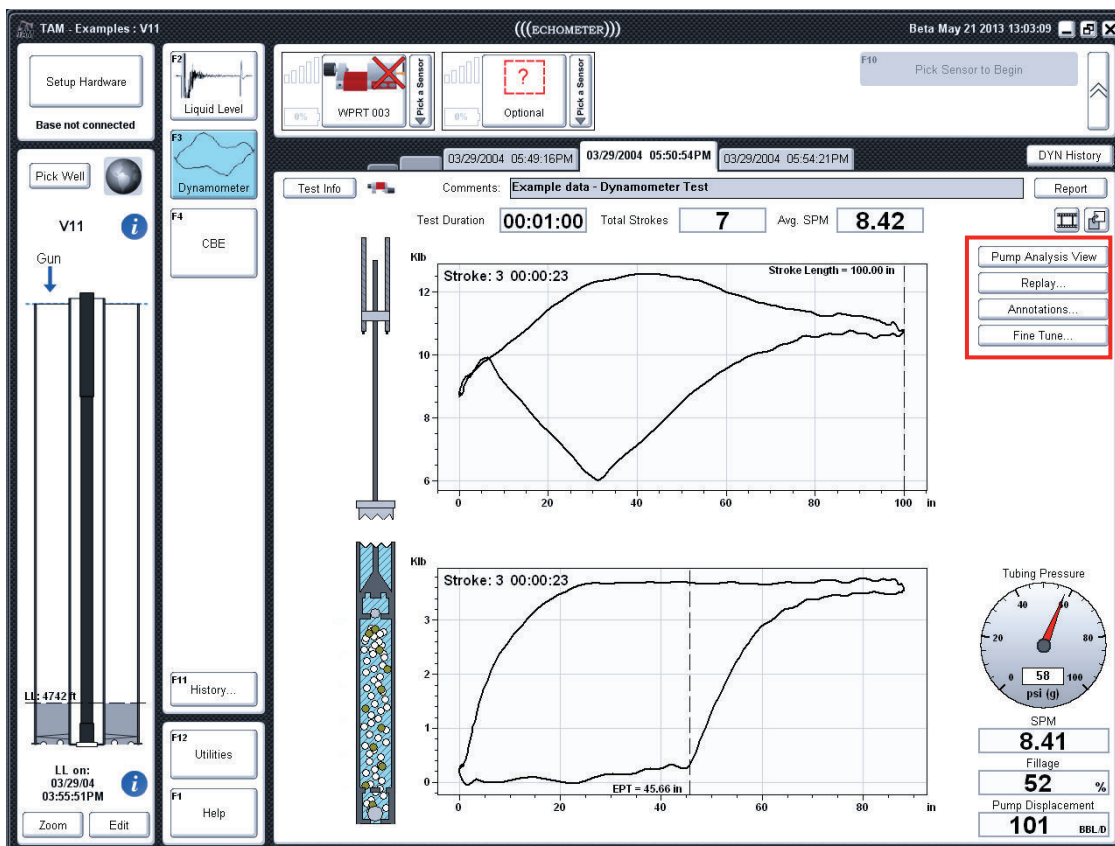 TAM - Examples : V11
(((ECHOMETER)))
Beta May 21 2013 13:03:09
Setup Hardware
Base not connected
Pick Well
V11
Gun
LL: 4742 ft
LL on:
03/29/04
03:55:51PM
Zoom
Edit
F2
Liquid Level
F3
Dynamometer
F4
CBE
F11
History...
F12
Utilities
F1
Help
0%
WPRT 003
Pick a Sensor
0%
?
Optional
Pick a Sensor
F10
Pick Sensor to Begin
03/29/2004 05:49:16PM
03/29/2004 05:50:54PM
03/29/2004 05:54:21PM
DYN History
Test Info
Comments:
Example data - Dynamometer Test
Report
Test Duration
00:01:00
Total Strokes
7
Avg. SPM
8.42
Pump Analysis View
Replay...
Annotations...
Fine Tune...
Klb
Stroke: 3 00:00:23
Stroke Length = 100.00 in
12
10
8
6
0 20 40 60 80 100 in
Klb
Stroke: 3 00:00:23
3
2
1
0
EPT = 45.66 in
0 20 40 60 80 in
Tubing Pressure
0 20 40 60 80 100
58
psi (g)
SPM
8.41
Fillage
52 %
Pump Displacement
101 BBL/D